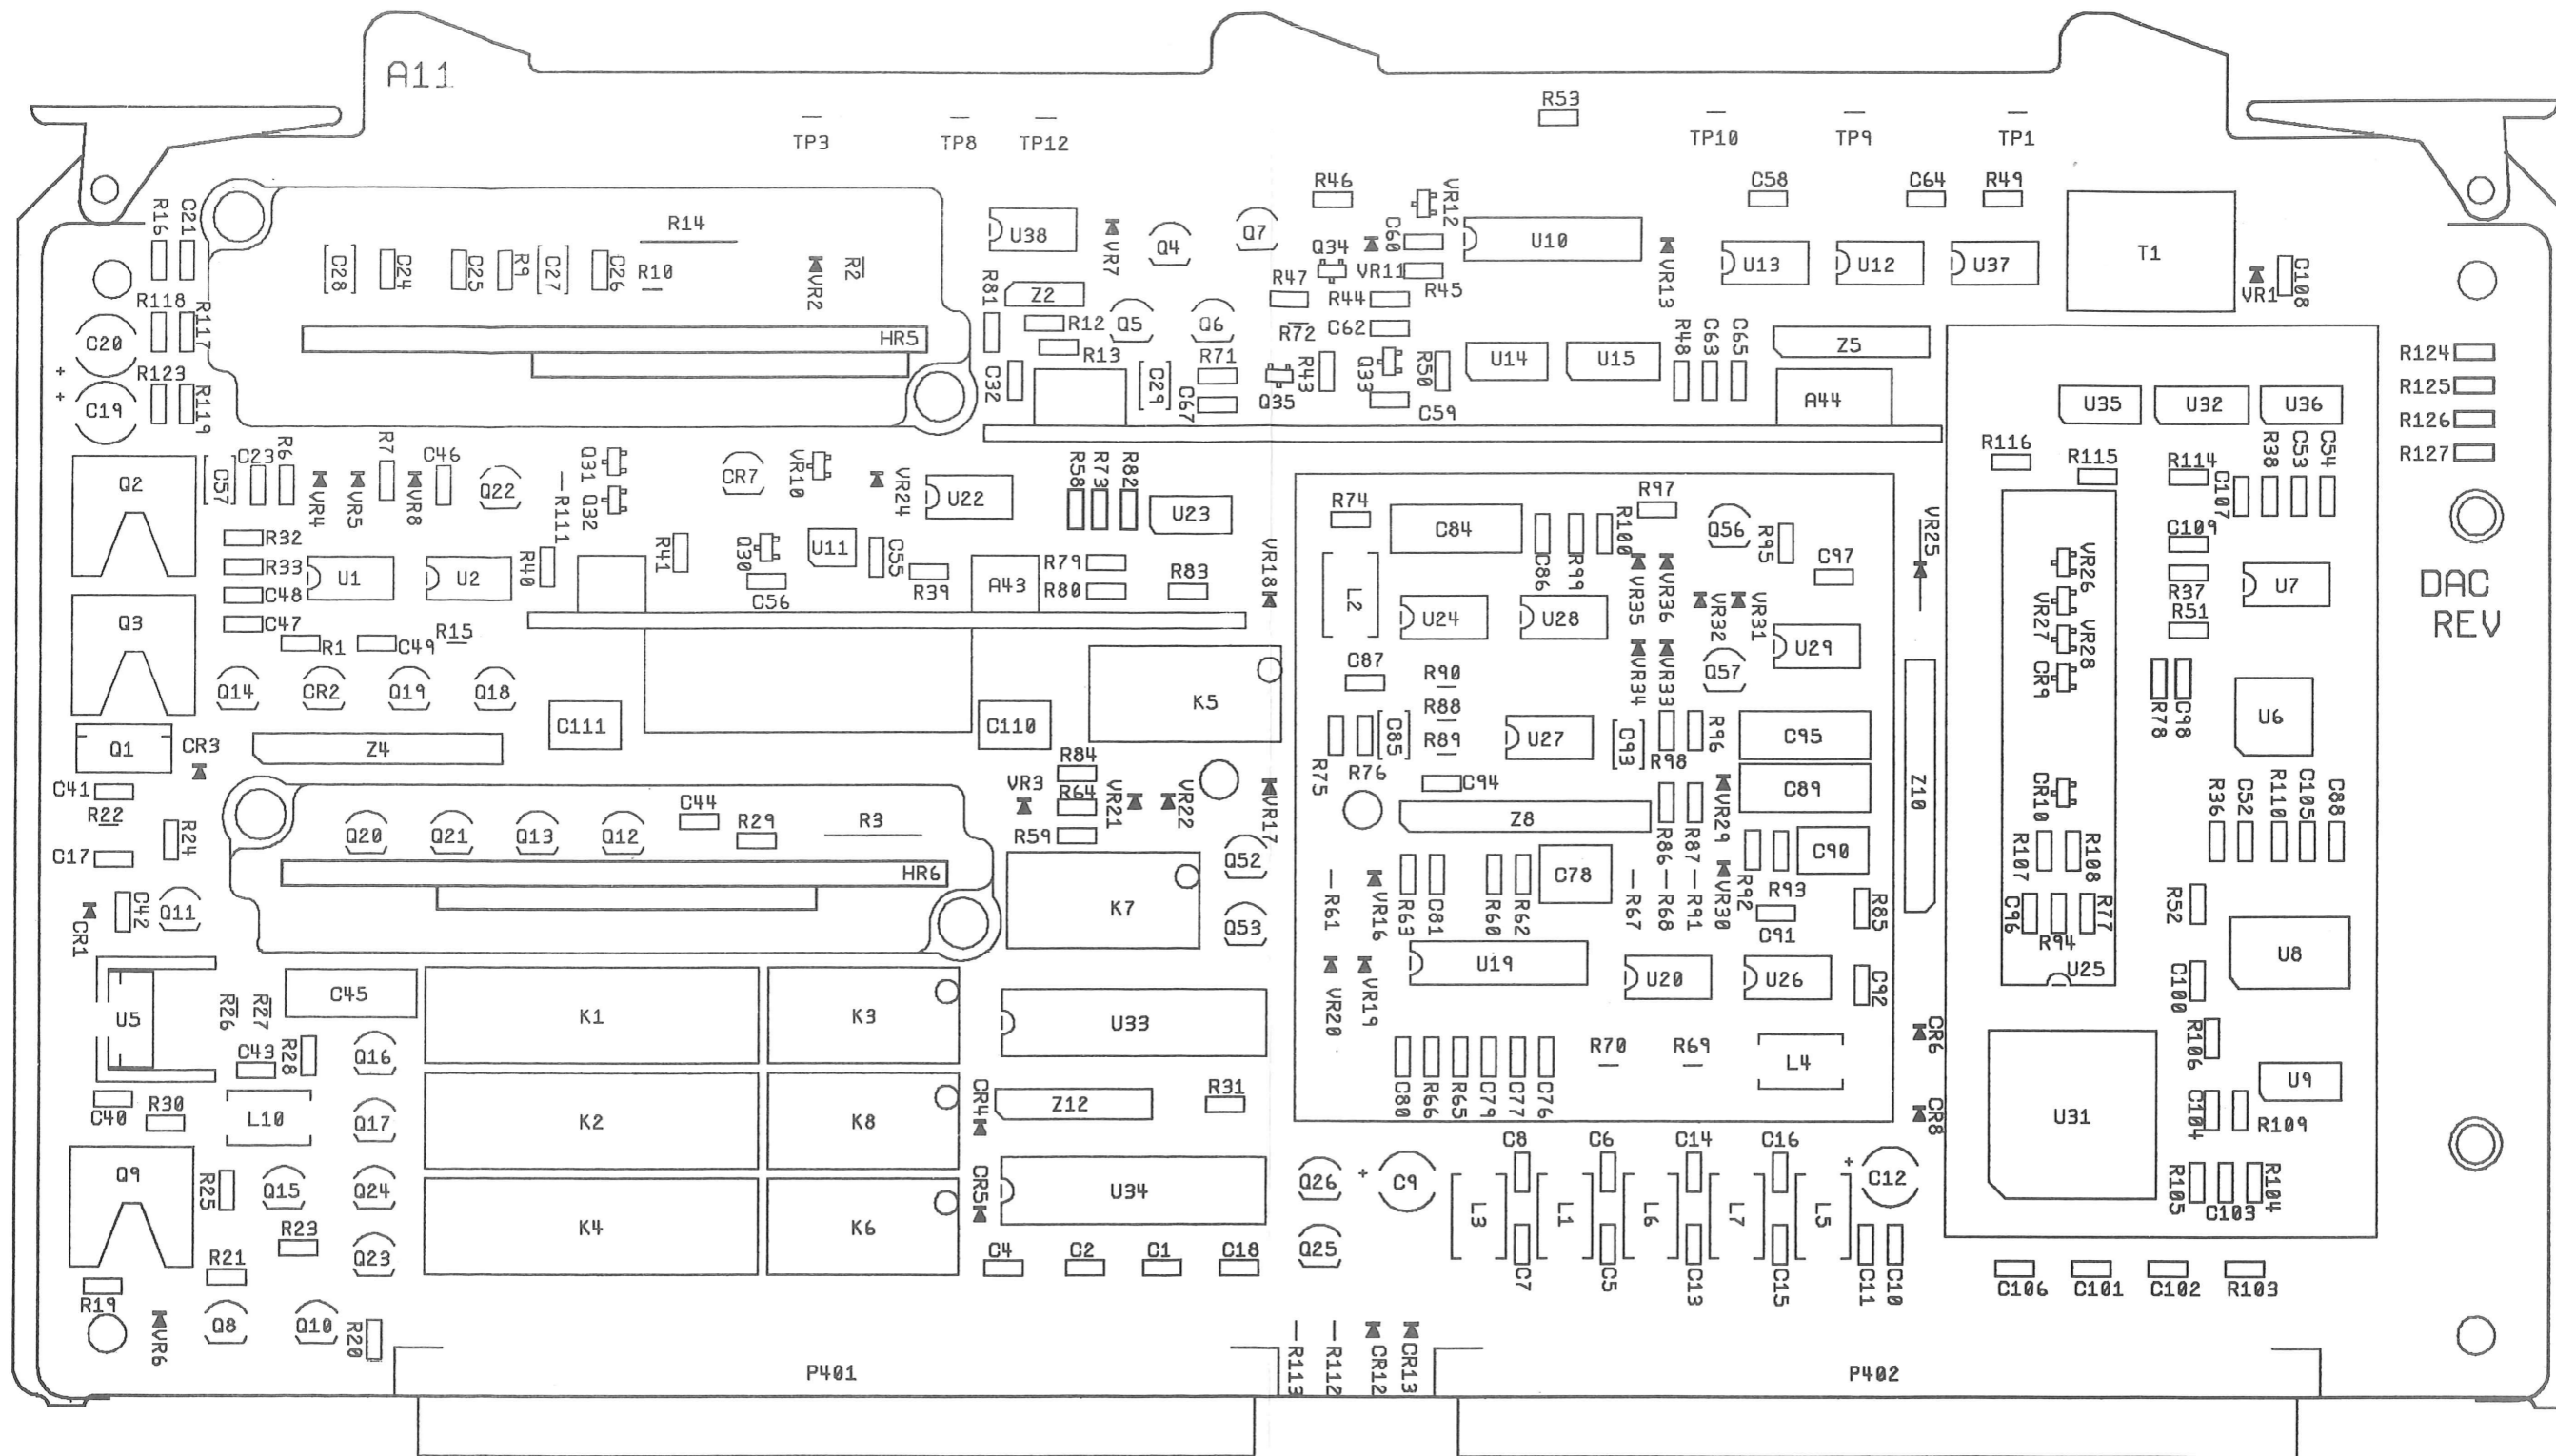 A11
R53
TP3 TP8 TP12 TP10 TP9 TP1
R16 C21 R14 U38 VR7 Q4 Q7 R46 VR12 C58 C64 R49
C28 C24 C25 R9 C27 C26 R10 VR2 R2 Q34 VR11 C60 U10 VR13 U13 U12 U37 T1 VR1 C108
R118 R117 R81 Z2 R47 R44 R45
C20 HR5 R12 Q5 Q6 R72 C62 Z5
R13 R71 R43 Q33 R50 U14 U15 R48 C63 C65 R124
R123 R119 C19 C32 C29 C67 Q35 C59 A44 U35 U32 U36 R125
R126
R116 R115 R114 R38 C53 C54 R127
Q2 C57 C23 R6 VR4 VR5 R7 VR8 C46 Q22 R111 Q31 Q32 CR7 VR10 VR24 U22 R58 R73 R82 U23 R74 C84 R97 Q56 VR25 C107
R32 R41 Q30 U11 C55 R79 VR18 C86 R99 R100 R95 C97 C109
R33 U1 U2 R40 C56 R39 A43 R80 R83 L2 VR35 VR36 VR26 R37 U7 DAC
REV
Q3 C48 C47 U24 U28 VR32 VR31 U29 VR27 VR28 R51
R1 C49 R15 C87 R90 VR34 VR33 Q57 CR9
Q14 CR2 Q19 Q18 C111 C110 K5 R88 R78 C98 U6
Q1 CR3 Z4 R84 R75 R76 C85 R89 U27 C93 R98 R96 C95
C41 R22 C44 VR3 R64 VR21 VR22 VR17 C94 C89 Z10 CR10
C17 R24 Q20 Q21 Q13 Q12 R29 R3 R59 Z8 R86 R87 VR29 R92 R93 C90 R107 R108 R36 C52 R110 C105 C88
HR6 K7 Q52 R61 VR16 R63 C81 R60 R62 C78 R67 R68 R91 VR30
CR1 C42 Q11 Q53 C91 R85 C96 R94 R77 R52
U5 C45 K1 K3 U33 VR20 VR19 U19 U20 U26 C92 U25 C100 U8
R26 R27 C43 R28 Q16 R70 R69 L4 CR6 R106
C40 R30 L10 Q17 K2 K8 CR4 Z12 R31 C80 R66 R65 C79 C77 C76 CR8 U31 C104 R109 U9
C8 C6 C14 C16
Q9 R25 Q15 Q24 CR5 U34 Q26 + C9 L3 L1 L6 L7 L5 + C12 R105 C103 R104
R23 R21 Q23 K4 K6 C4 C2 C1 C18 Q25 C7 C5 C13 C15 C11 C10
R19 C106 C101 C102 R103
VR6 Q8 Q10 R20 P401 R113 R112 CR12 CR13 P402
+
+